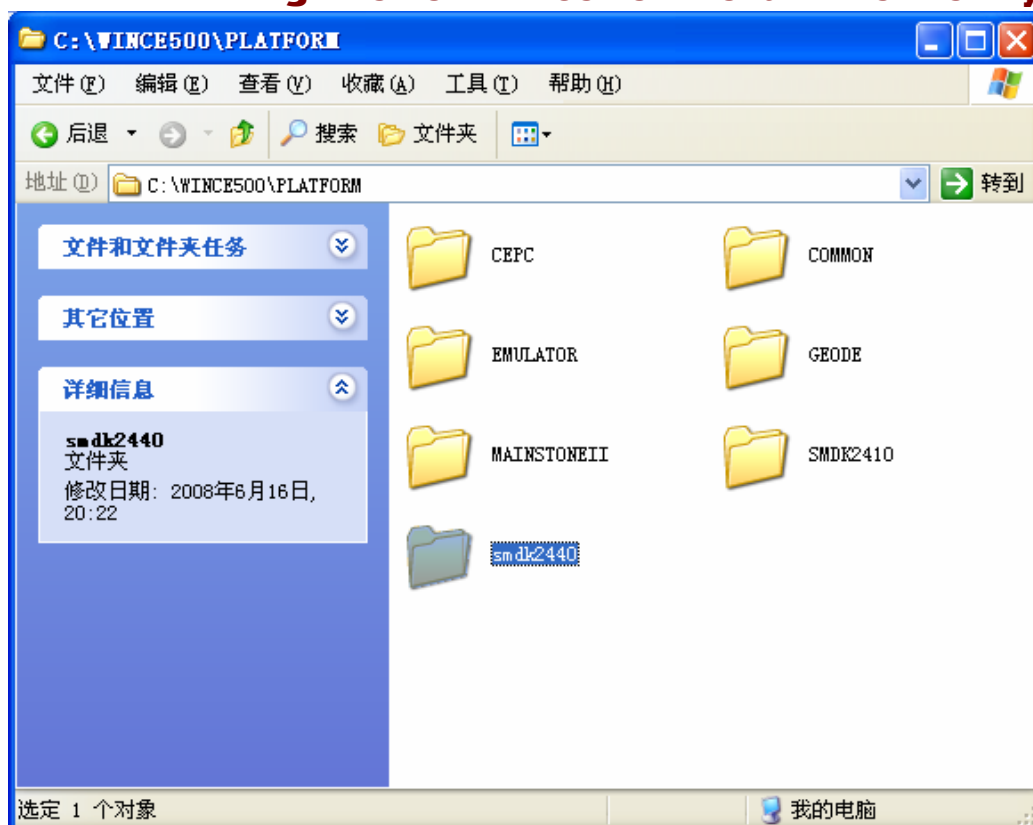 C:\WINCE500\PLATFORM
文件(F) 编辑(E) 查看(V) 收藏(A) 工具(T) 帮助(H)
后退 搜索 文件夹
地址(D) C:\WINCE500\PLATFORM 转到
文件和文件夹任务
其它位置
详细信息
smdk2440
文件夹
修改日期: 2008年6月16日,
20:22
CEPC COMMON
EMULATOR GEODE
MAINSTONEII SMDK2410
smdk2440
选定 1 个对象 我的电脑